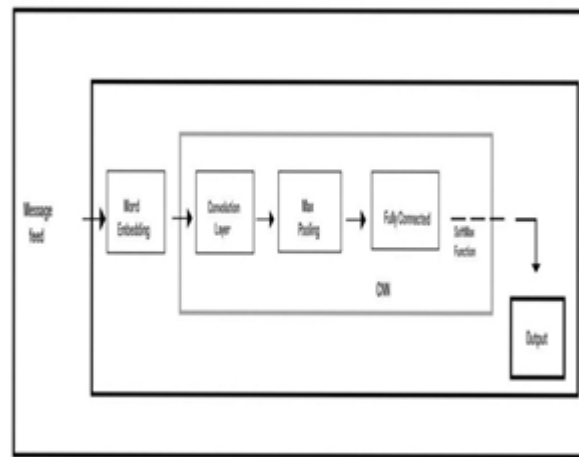 Message
feed
Word
Embedding
Convolution
Layer
Max
Pooling
Fully Connected
SoftMax
Function
CNN
Output